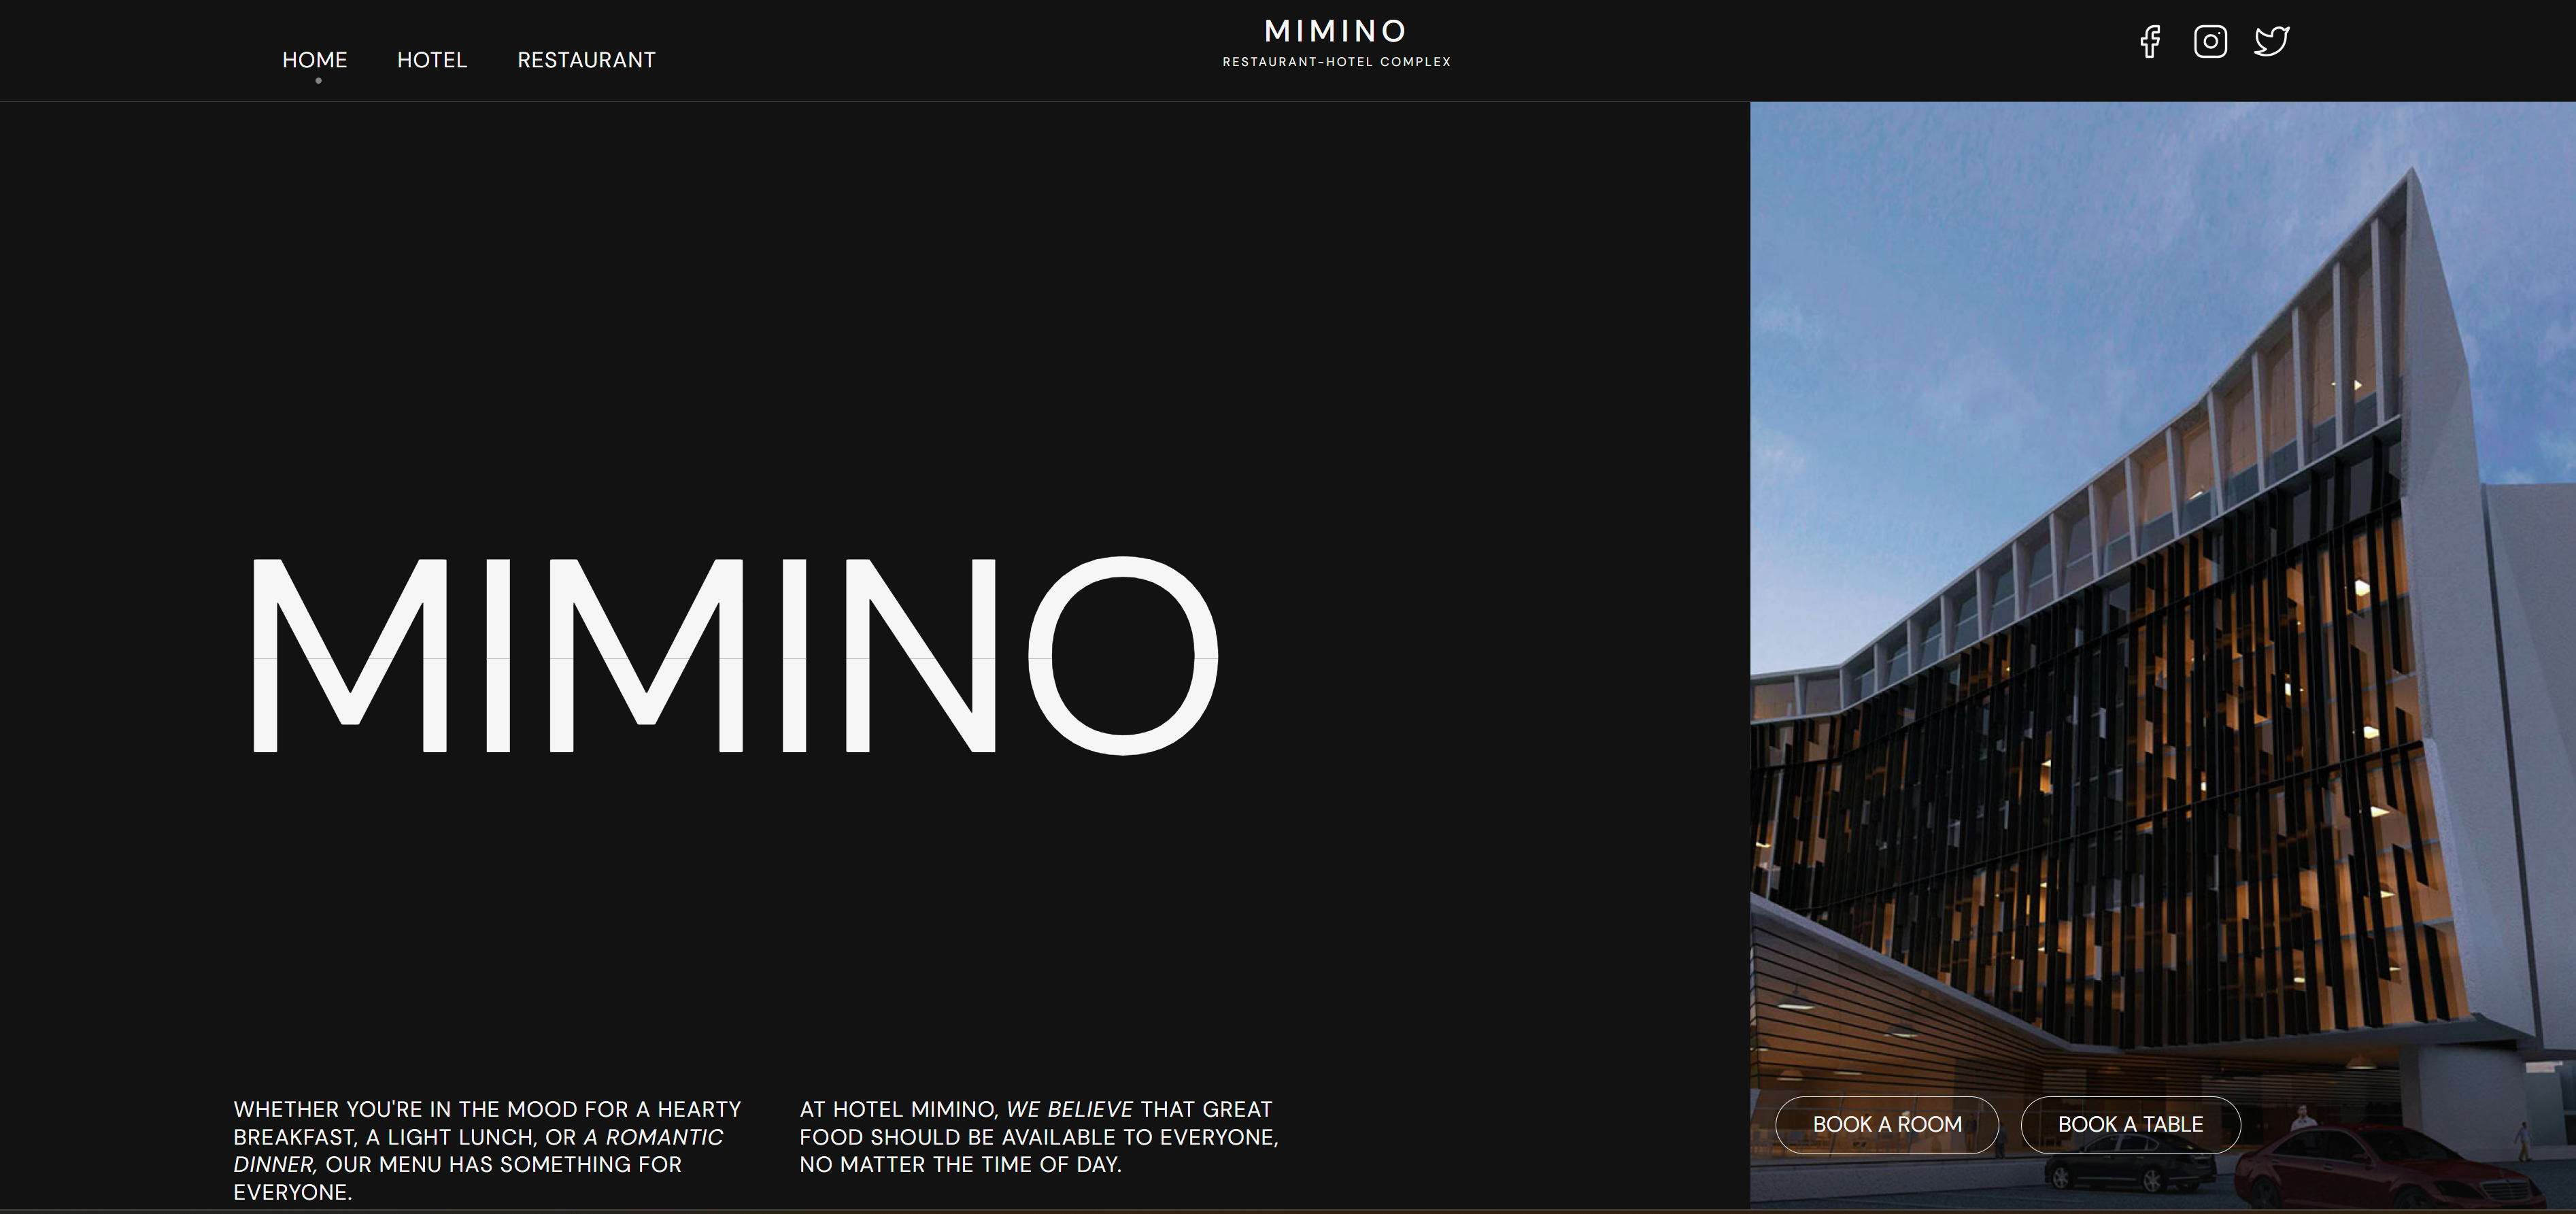 HOME HOTEL RESTAURANT
MIMINO
RESTAURANT-HOTEL COMPLEX
MIMINO
WHETHER YOU'RE IN THE MOOD FOR A HEARTY
BREAKFAST, A LIGHT LUNCH, OR A ROMANTIC
DINNER, OUR MENU HAS SOMETHING FOR
EVERYONE.
AT HOTEL MIMINO, WE BELIEVE THAT GREAT
FOOD SHOULD BE AVAILABLE TO EVERYONE,
NO MATTER THE TIME OF DAY.
BOOK A ROOM BOOK A TABLE